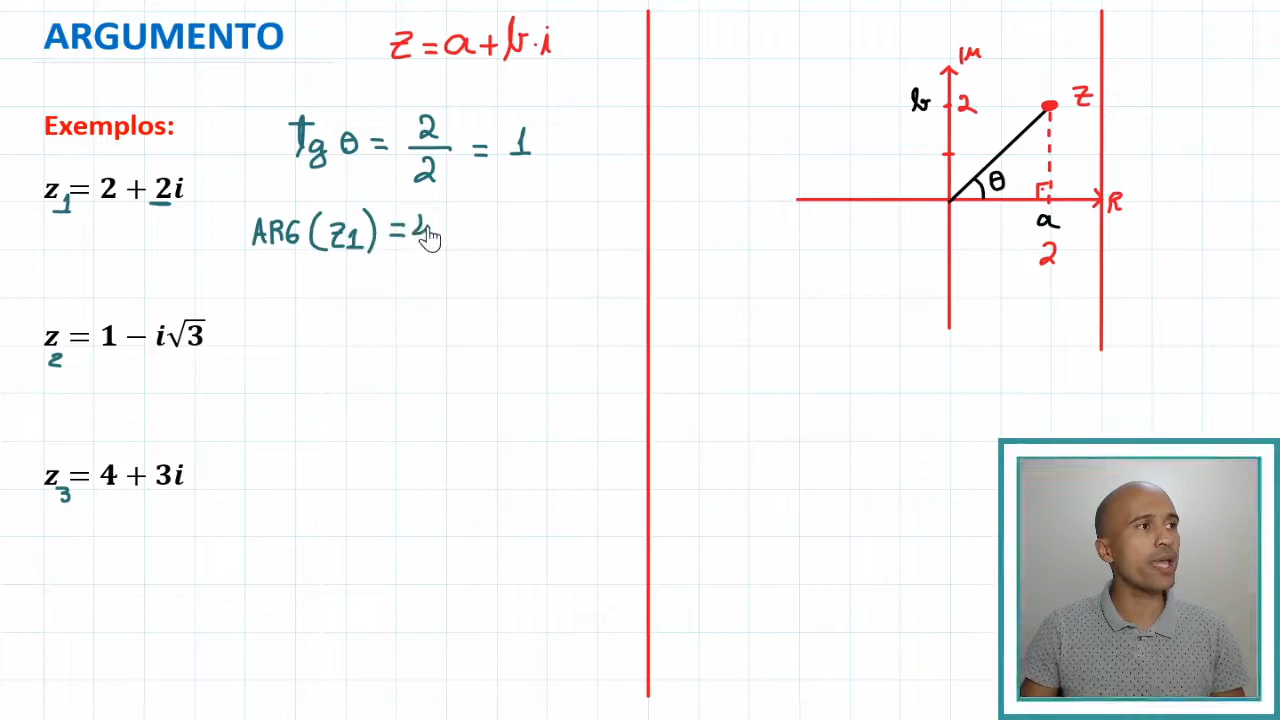 ARGUMENTO
z = a + b · i
Exemplos:
tg θ = 2/2 = 1
z₁ = 2 + 2i
ARG (z1) = 4
z₂ = 1 − i√3
z₃ = 4 + 3i
IM
b 2 z
θ
R
a
2